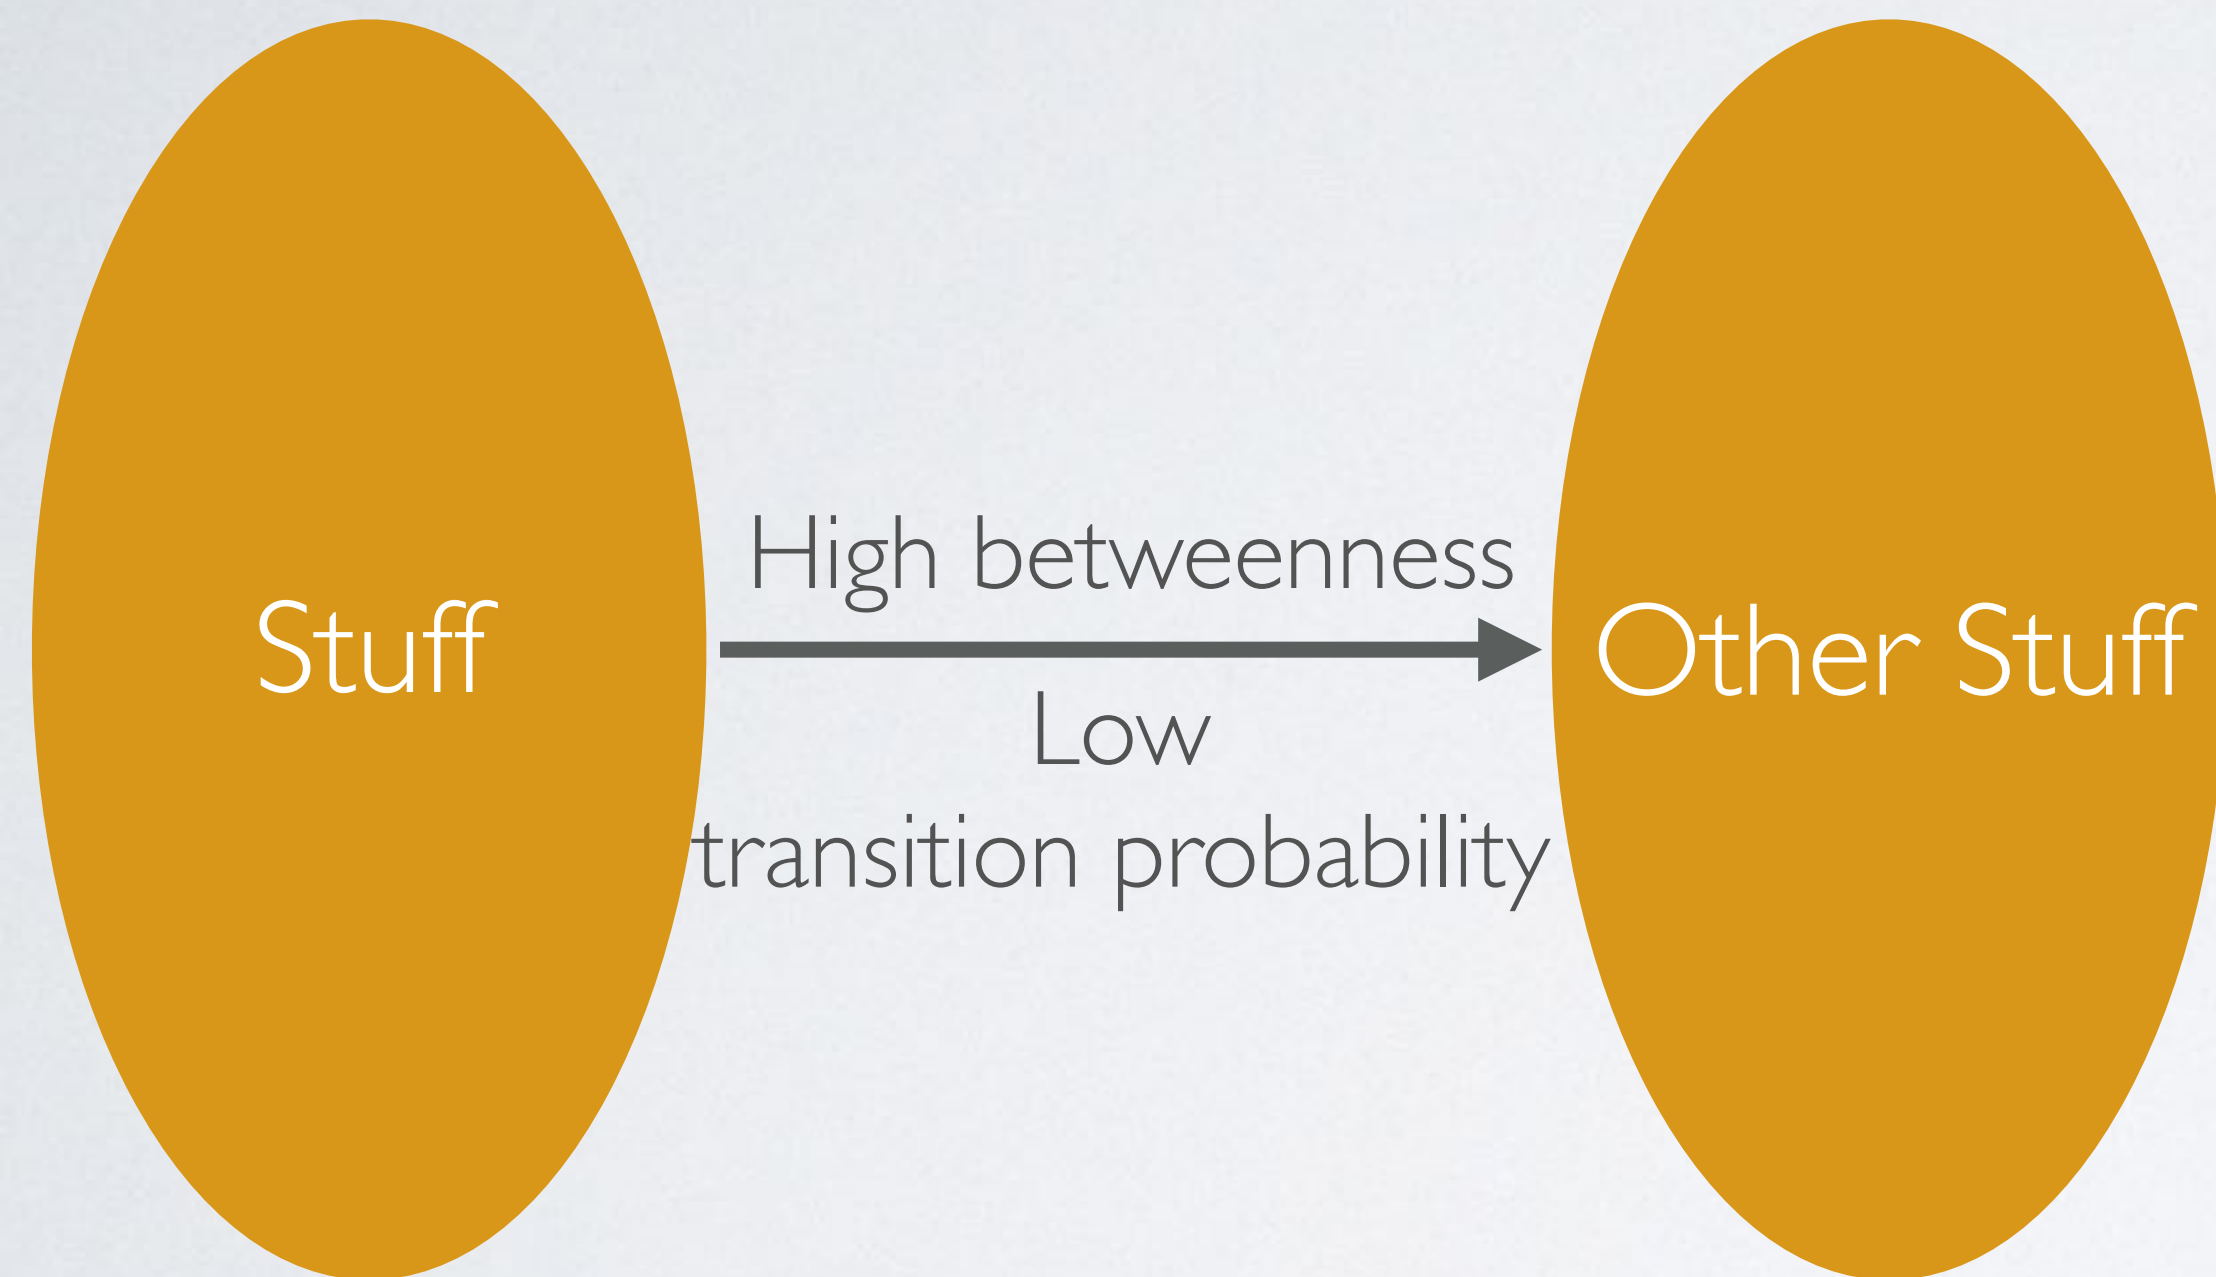 Stuff
High betweenness
Low
transition probability
Other Stuff